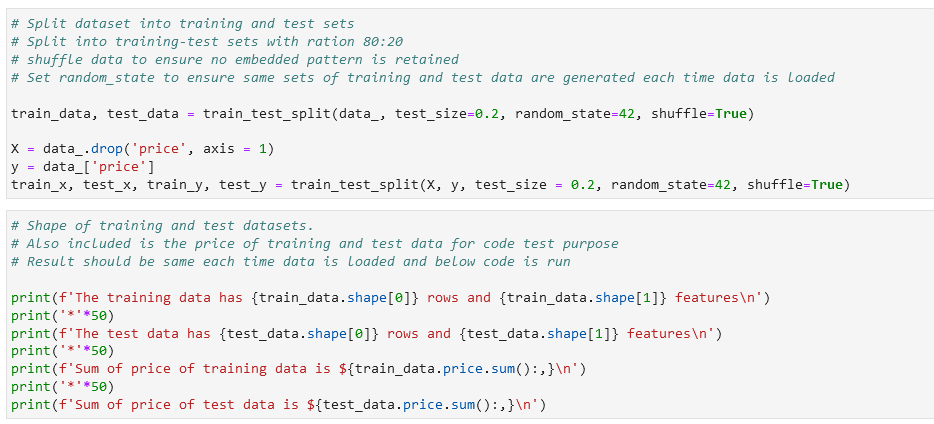 # Split dataset into training and test sets
# Split into training-test sets with ration 80:20
# shuffle data to ensure no embedded pattern is retained
# Set random_state to ensure same sets of training and test data are generated each time data is loaded
train_data, test_data = train_test_split(data_, test_size=0.2, random_state=42, shuffle=True)
X = data_.drop('price', axis = 1)
y = data_['price']
train_x, test_x, train_y, test_y = train_test_split(X, y, test_size = 0.2, random_state=42, shuffle=True)
# Shape of training and test datasets.
# Also included is the price of training and test data for code test purpose
# Result should be same each time data is loaded and below code is run
print(f'The training data has {train_data.shape[0]} rows and {train_data.shape[1]} features\n')
print('*'*50)
print(f'The test data has {test_data.shape[0]} rows and {test_data.shape[1]} features\n')
print('*'*50)
print(f'Sum of price of training data is ${train_data.price.sum():,}\n')
print('*'*50)
print(f'Sum of price of test data is ${test_data.price.sum():,}\n')